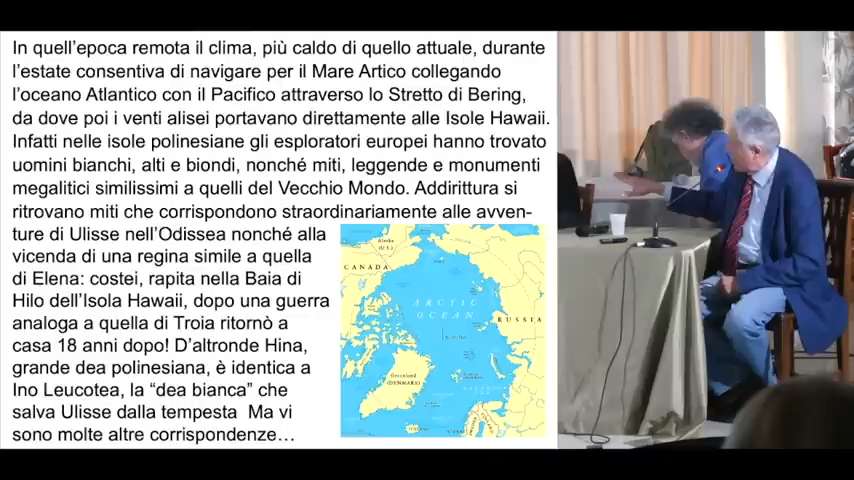 In quell'epoca remota il clima, più caldo di quello attuale, durante
l'estate consentiva di navigare per il Mare Artico collegando
l'oceano Atlantico con il Pacifico attraverso lo Stretto di Bering,
da dove poi i venti alisei portavano direttamente alle Isole Hawaii.
Infatti nelle isole polinesiane gli esploratori europei hanno trovato
uomini bianchi, alti e biondi, nonché miti, leggende e monumenti
megalitici similissimi a quelli del Vecchio Mondo. Addirittura si
ritrovano miti che corrispondono straordinariamente alle avven-
ture di Ulisse nell'Odissea nonché alla
vicenda di una regina simile a quella
di Elena: costei, rapita nella Baia di
Hilo dell'Isola Hawaii, dopo una guerra
analoga a quella di Troia ritornò a
casa 18 anni dopo! D'altronde Hina,
grande dea polinesiana, è identica a
Ino Leucotea, la “dea bianca” che
salva Ulisse dalla tempesta Ma vi
sono molte altre corrispondenze…
Alaska
(U.S.)
CANADA
ARCTIC
OCEAN
RUSSIA
Greenland
(DENMARK)